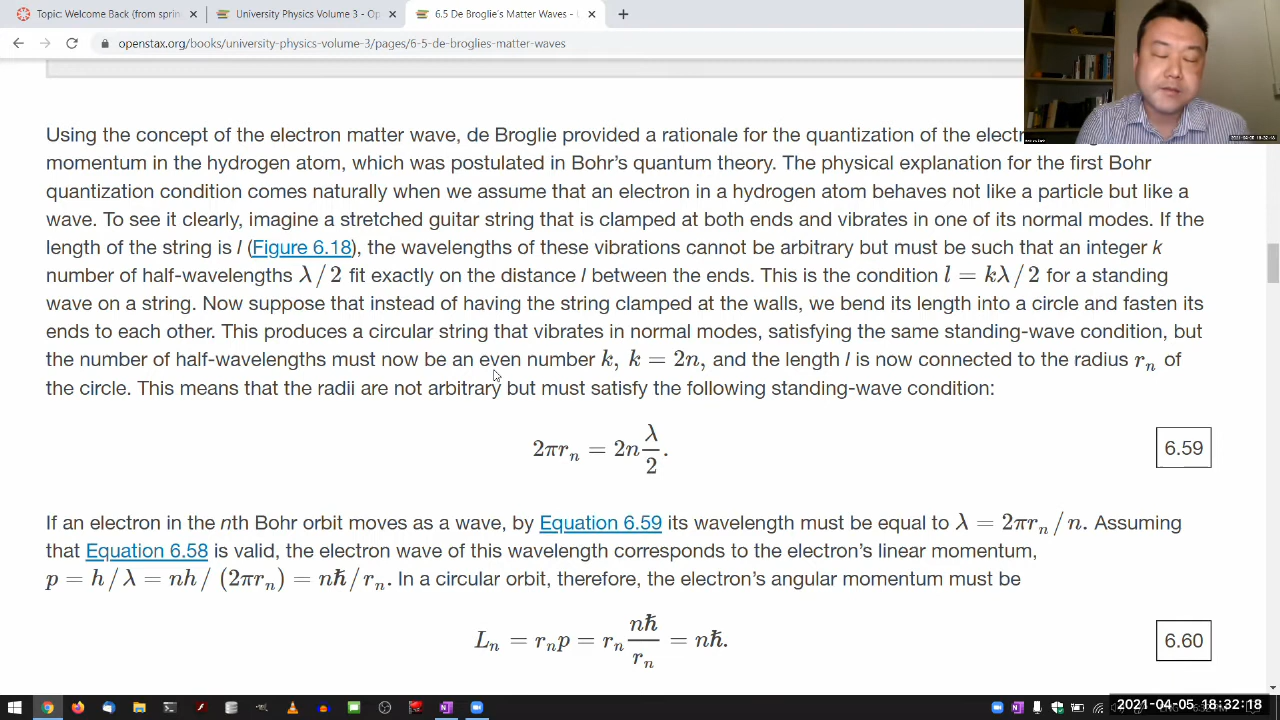 Topic: Welcome Back (from spring
University Physics Volume 3 - Op
6.5 De Broglie's Matter Waves - U
openstax.org/books/university-physics-volume-3/pages/6-5-de-broglies-matter-waves
Using the concept of the electron matter wave, de Broglie provided a rationale for the quantization of the electr
momentum in the hydrogen atom, which was postulated in Bohr's quantum theory. The physical explanation for the first Bohr
quantization condition comes naturally when we assume that an electron in a hydrogen atom behaves not like a particle but like a
wave. To see it clearly, imagine a stretched guitar string that is clamped at both ends and vibrates in one of its normal modes. If the
length of the string is l (Figure 6.18), the wavelengths of these vibrations cannot be arbitrary but must be such that an integer k
number of half-wavelengths λ/2 fit exactly on the distance l between the ends. This is the condition l = kλ/2 for a standing
wave on a string. Now suppose that instead of having the string clamped at the walls, we bend its length into a circle and fasten its
ends to each other. This produces a circular string that vibrates in normal modes, satisfying the same standing-wave condition, but
the number of half-wavelengths must now be an even number k, k = 2n, and the length l is now connected to the radius rₙ of
the circle. This means that the radii are not arbitrary but must satisfy the following standing-wave condition:
2πrₙ = 2n λ/2. 6.59
If an electron in the nth Bohr orbit moves as a wave, by Equation 6.59 its wavelength must be equal to λ = 2πrₙ/n. Assuming
that Equation 6.58 is valid, the electron wave of this wavelength corresponds to the electron's linear momentum,
p = h/λ = nh/(2πrₙ) = nℏ/rₙ. In a circular orbit, therefore, the electron's angular momentum must be
Lₙ = rₙp = rₙ nℏ/rₙ = nℏ. 6.60
2021-04-05 18:32:18